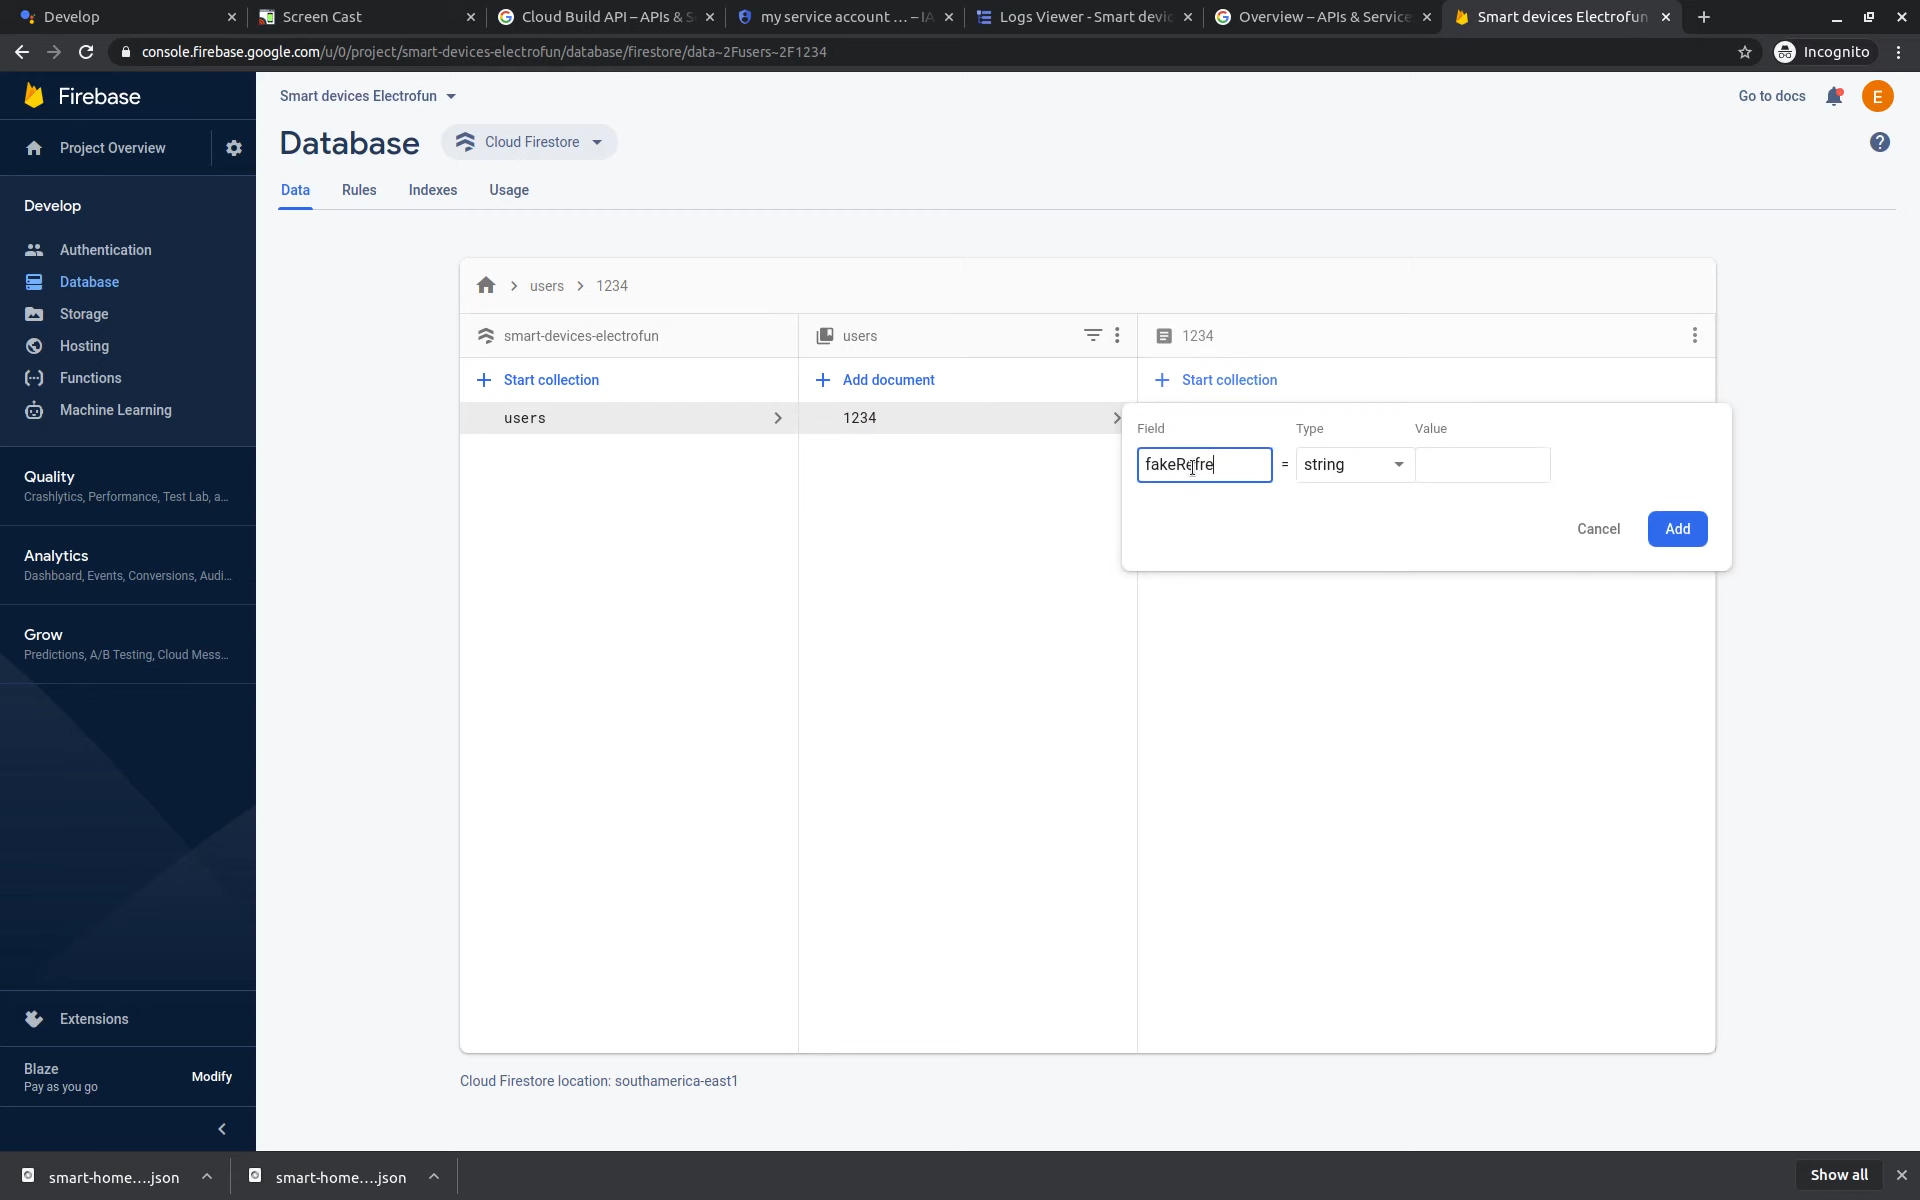 Develop
Screen Cast
Cloud Build API – APIs & S
my service account … – IA
Logs Viewer - Smart devic
Overview – APIs & Service
Smart devices Electrofun
console.firebase.google.com/u/0/project/smart-devices-electrofun/database/firestore/data~2Fusers~2F1234
Incognito
Firebase
Smart devices Electrofun
Go to docs
E
Project Overview
Database
Cloud Firestore
Data
Rules
Indexes
Usage
Develop
Authentication
Database
Storage
Hosting
Functions
Machine Learning
Quality
Crashlytics, Performance, Test Lab, a…
Analytics
Dashboard, Events, Conversions, Audi…
Grow
Predictions, A/B Testing, Cloud Mess…
Extensions
Blaze
Pay as you go
Modify
users
1234
smart-devices-electrofun
users
1234
Start collection
Add document
Start collection
users
1234
Field
Type
Value
fakeRefre
=
string
Cancel
Add
Cloud Firestore location: southamerica-east1
smart-home….json
smart-home….json
Show all